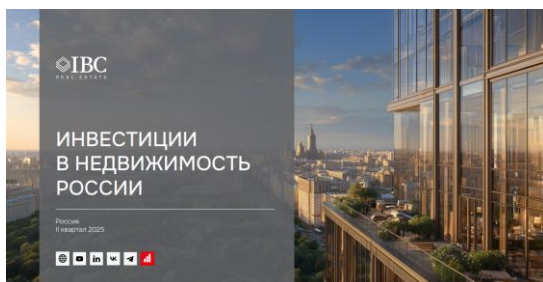 IBC
REAL ESTATE
ИНВЕСТИЦИИ
В НЕДВИЖИМОСТЬ
РОССИИ
Россия
II квартал 2025